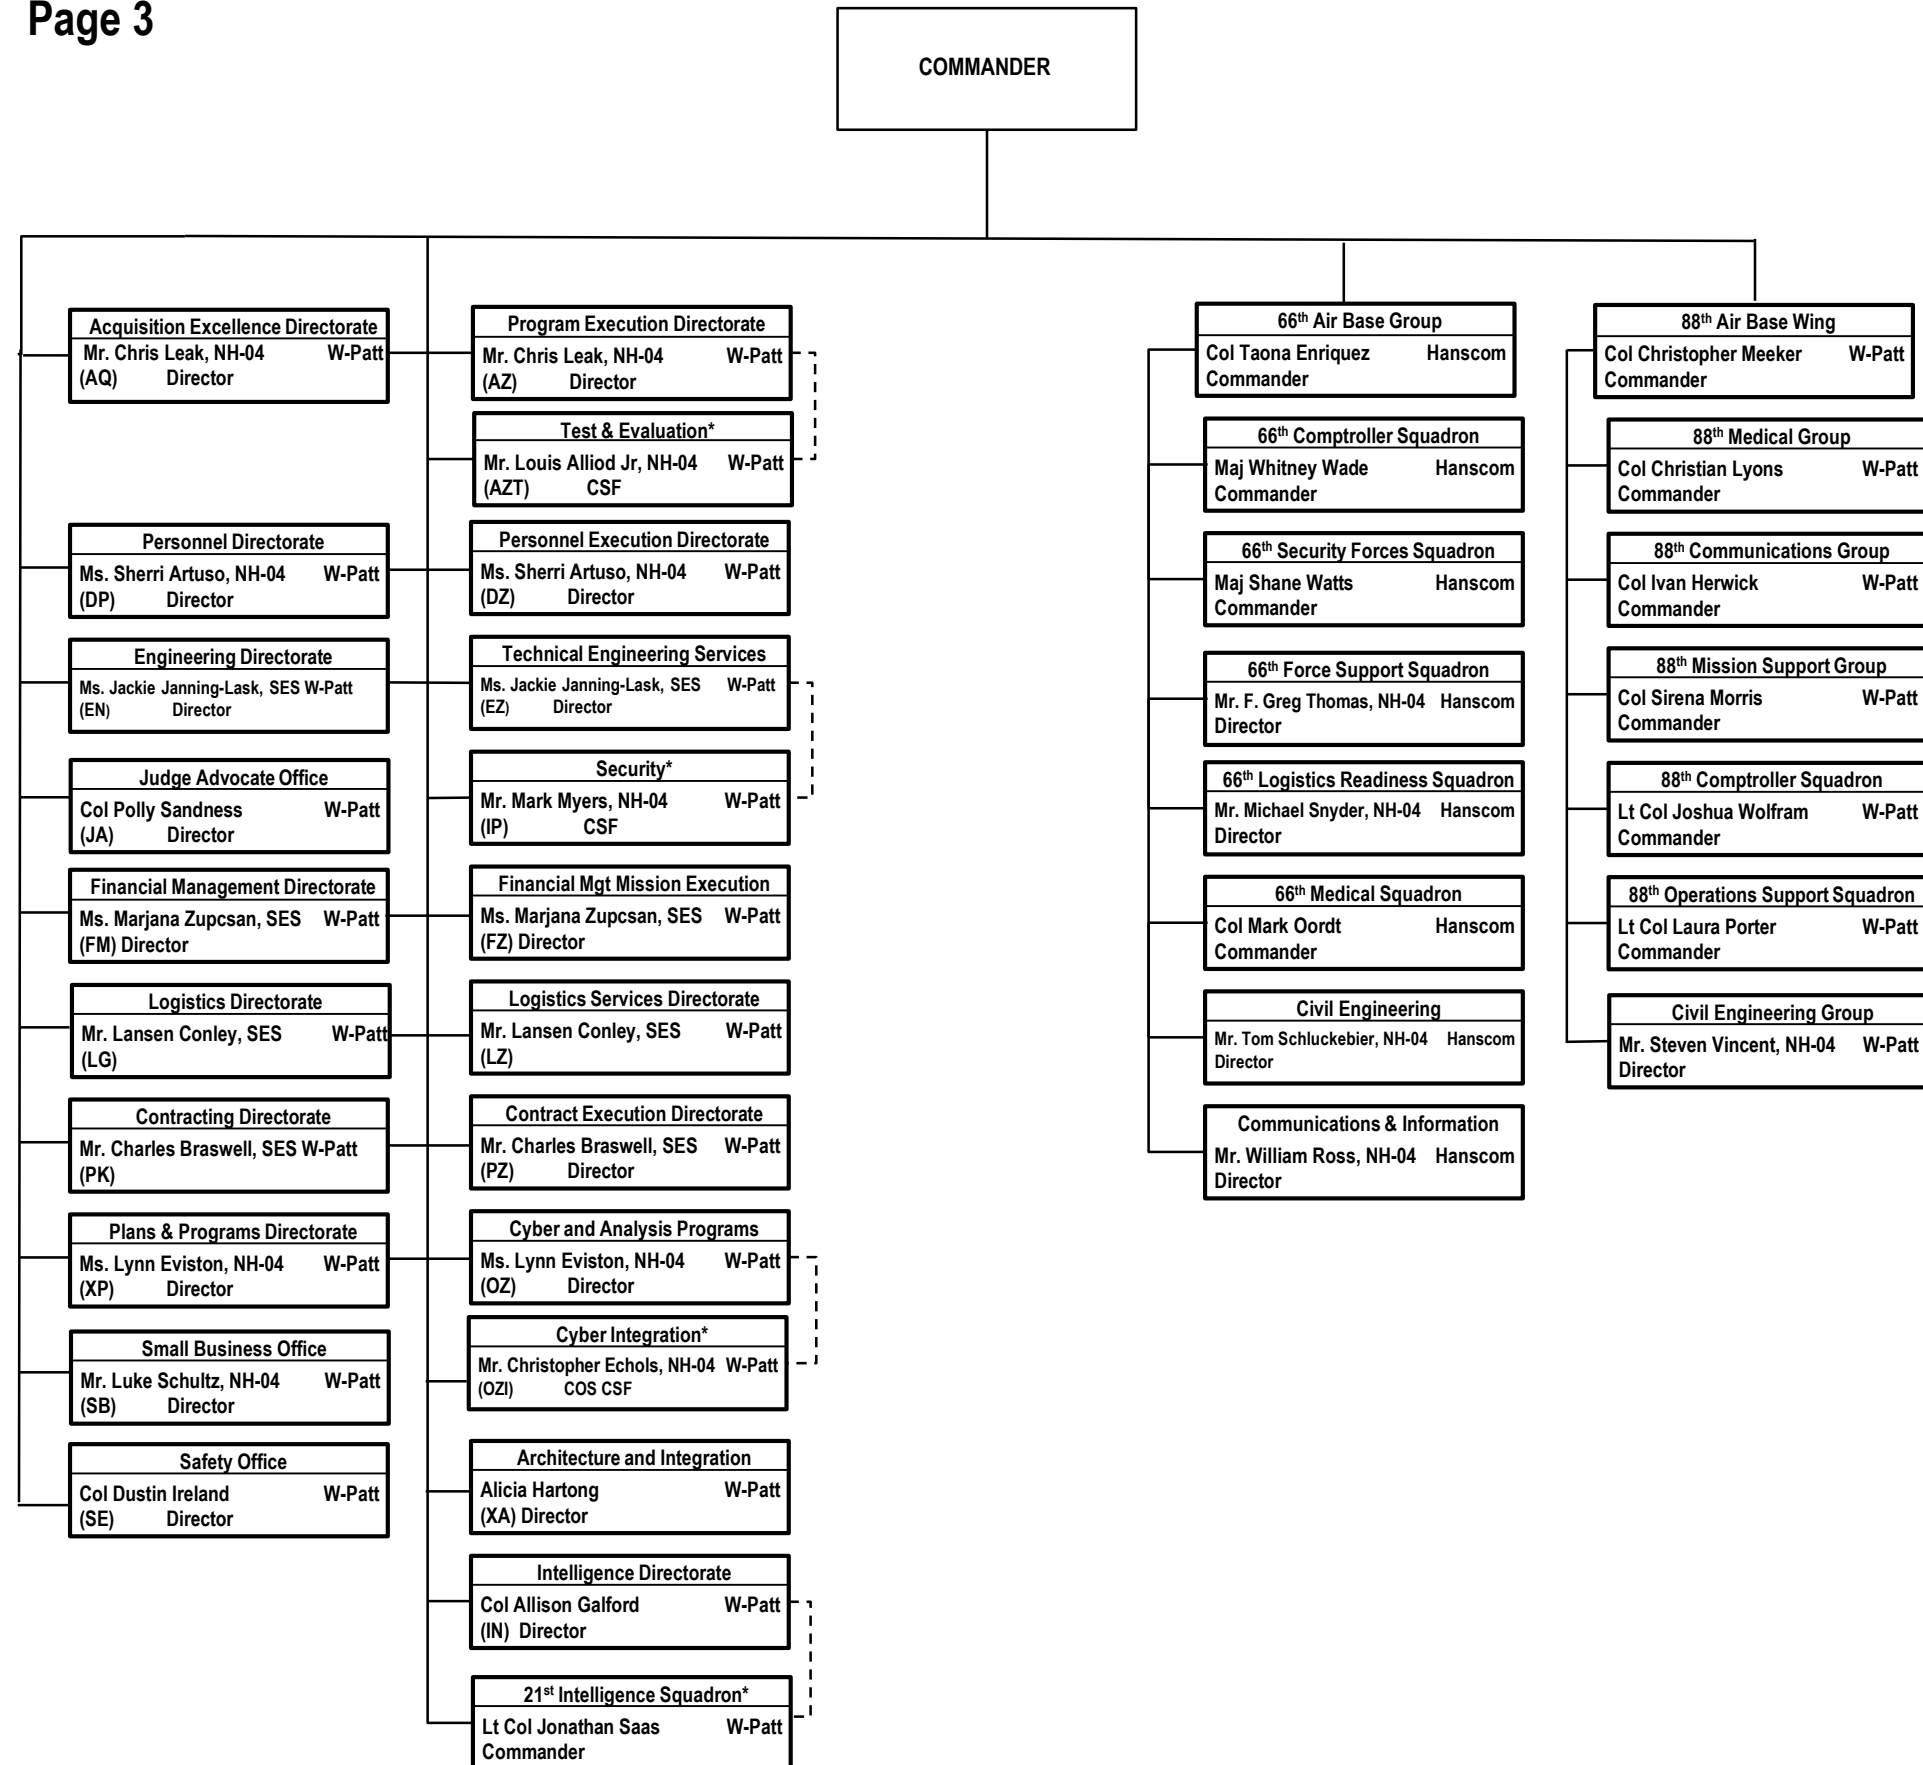 Page 3
COMMANDER
Acquisition Excellence Directorate
Mr. Chris Leak, NH-04 W-Patt
(AQ) Director
Personnel Directorate
Ms. Sherri Artuso, NH-04 W-Patt
(DP) Director
Engineering Directorate
Ms. Jackie Janning-Lask, SES W-Patt
(EN) Director
Judge Advocate Office
Col Polly Sandness W-Patt
(JA) Director
Financial Management Directorate
Ms. Marjana Zupcsan, SES W-Patt
(FM) Director
Logistics Directorate
Mr. Lansen Conley, SES W-Patt
(LG)
Contracting Directorate
Mr. Charles Braswell, SES W-Patt
(PK)
Plans & Programs Directorate
Ms. Lynn Eviston, NH-04 W-Patt
(XP) Director
Small Business Office
Mr. Luke Schultz, NH-04 W-Patt
(SB) Director
Safety Office
Col Dustin Ireland W-Patt
(SE) Director
Program Execution Directorate
Mr. Chris Leak, NH-04 W-Patt
(AZ) Director
Test & Evaluation*
Mr. Louis Alliod Jr, NH-04 W-Patt
(AZT) CSF
Personnel Execution Directorate
Ms. Sherri Artuso, NH-04 W-Patt
(DZ) Director
Technical Engineering Services
Ms. Jackie Janning-Lask, SES W-Patt
(EZ) Director
Security*
Mr. Mark Myers, NH-04 W-Patt
(IP) CSF
Financial Mgt Mission Execution
Ms. Marjana Zupcsan, SES W-Patt
(FZ) Director
Logistics Services Directorate
Mr. Lansen Conley, SES W-Patt
(LZ)
Contract Execution Directorate
Mr. Charles Braswell, SES W-Patt
(PZ) Director
Cyber and Analysis Programs
Ms. Lynn Eviston, NH-04 W-Patt
(OZ) Director
Cyber Integration*
Mr. Christopher Echols, NH-04 W-Patt
(OZI) COS CSF
Architecture and Integration
Alicia Hartong W-Patt
(XA) Director
Intelligence Directorate
Col Allison Galford W-Patt
(IN) Director
21st Intelligence Squadron*
Lt Col Jonathan Saas W-Patt
Commander
66th Air Base Group
Col Taona Enriquez Hanscom
Commander
66th Comptroller Squadron
Maj Whitney Wade Hanscom
Commander
66th Security Forces Squadron
Maj Shane Watts Hanscom
Commander
66th Force Support Squadron
Mr. F. Greg Thomas, NH-04 Hanscom
Director
66th Logistics Readiness Squadron
Mr. Michael Snyder, NH-04 Hanscom
Director
66th Medical Squadron
Col Mark Oordt Hanscom
Commander
Civil Engineering
Mr. Tom Schluckebier, NH-04 Hanscom
Director
Communications & Information
Mr. William Ross, NH-04 Hanscom
Director
88th Air Base Wing
Col Christopher Meeker W-Patt
Commander
88th Medical Group
Col Christian Lyons W-Patt
Commander
88th Communications Group
Col Ivan Herwick W-Patt
Commander
88th Mission Support Group
Col Sirena Morris W-Patt
Commander
88th Comptroller Squadron
Lt Col Joshua Wolfram W-Patt
Commander
88th Operations Support Squadron
Lt Col Laura Porter W-Patt
Commander
Civil Engineering Group
Mr. Steven Vincent, NH-04 W-Patt
Director